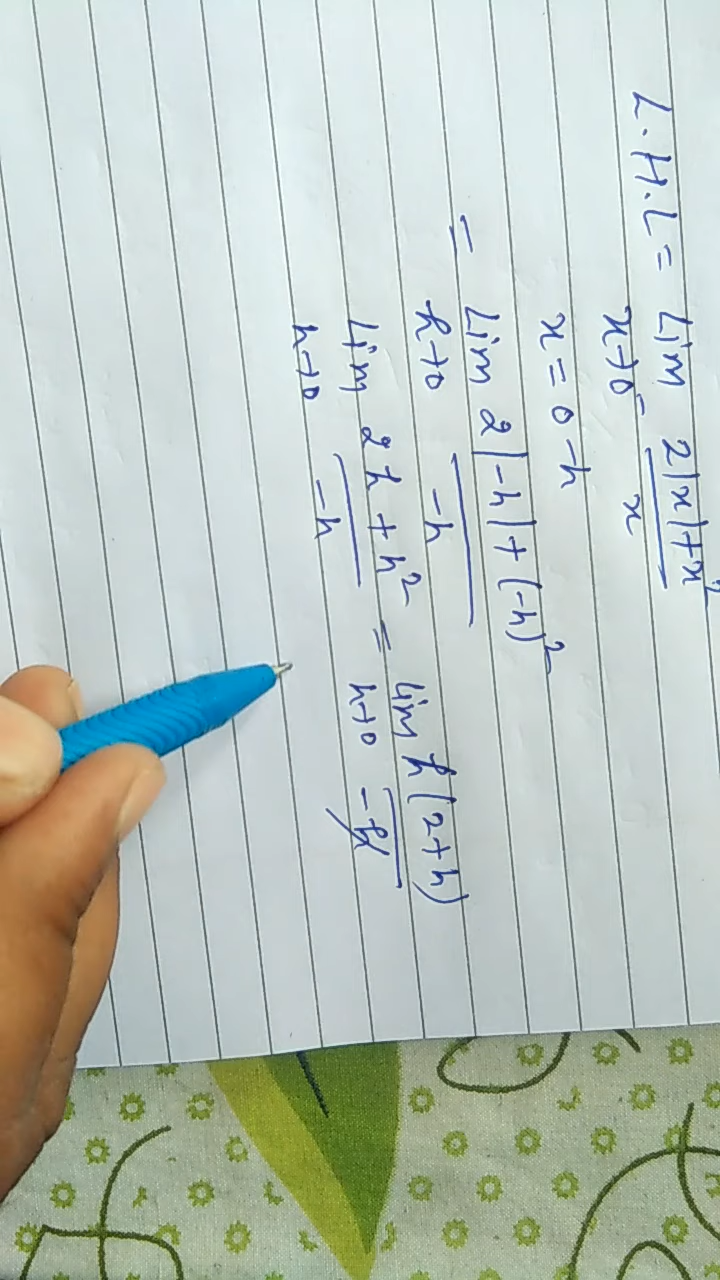 L.H.L = Lim 2|x|+x²
x→0⁻ x
x = 0-h
= Lim 2|-h|+(-h)²
h→0 -h
Lim 2h+h² = Lim h(2+h)
h→0 -h h→0 -h